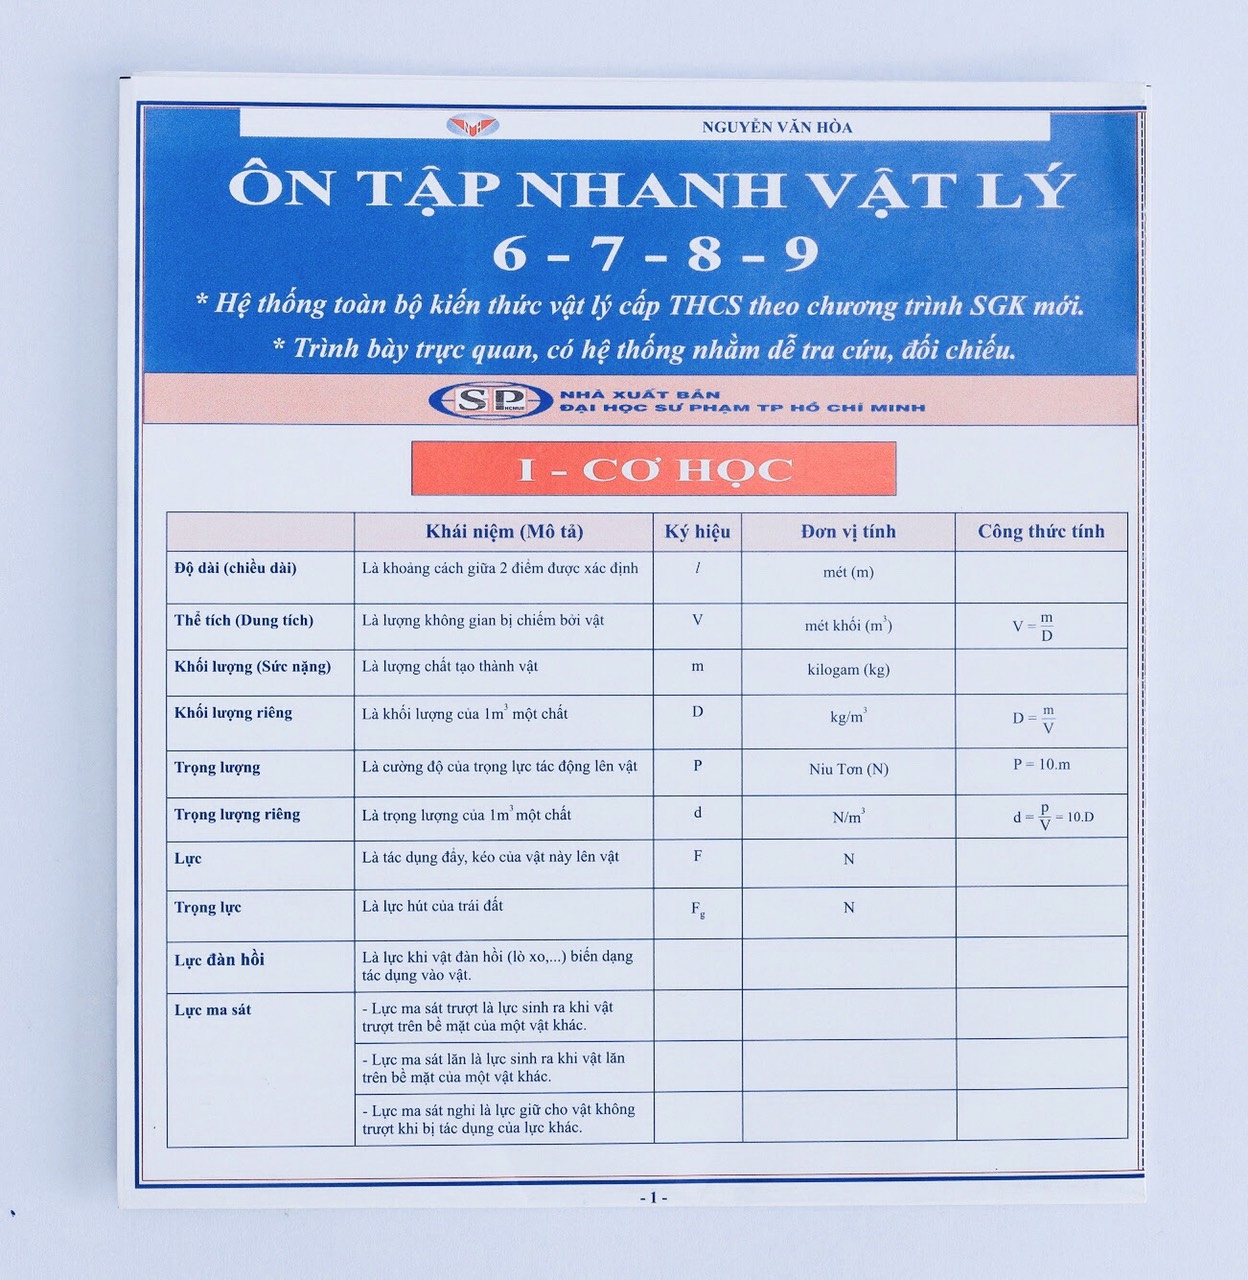 NGUYỄN VĂN HÒA
ÔN TẬP NHANH VẬT LÝ
6 - 7 - 8 - 9
* Hệ thống toàn bộ kiến thức vật lý cấp THCS theo chương trình SGK mới.
* Trình bày trực quan, có hệ thống nhằm dễ tra cứu, đối chiếu.
SP HCMUP
NHÀ XUẤT BẢN
ĐẠI HỌC SƯ PHẠM TP HỒ CHÍ MINH
I - CƠ HỌC
Khái niệm (Mô tả) Ký hiệu Đơn vị tính Công thức tính
Độ dài (chiều dài) Là khoảng cách giữa 2 điểm được xác định l mét (m)
Thể tích (Dung tích) Là lượng không gian bị chiếm bởi vật V mét khối (m³) V = m/D
Khối lượng (Sức nặng) Là lượng chất tạo thành vật m kilogam (kg)
Khối lượng riêng Là khối lượng của 1m³ một chất D kg/m³ D = m/V
Trọng lượng Là cường độ của trọng lực tác động lên vật P Niu Tơn (N) P = 10.m
Trọng lượng riêng Là trọng lượng của 1m³ một chất d N/m³ d = p/V = 10.D
Lực Là tác dụng đẩy, kéo của vật này lên vật F N
Trọng lực Là lực hút của trái đất Fg N
Lực đàn hồi Là lực khi vật đàn hồi (lò xo,...) biến dạng
tác dụng vào vật.
Lực ma sát - Lực ma sát trượt là lực sinh ra khi vật
trượt trên bề mặt của một vật khác.
- Lực ma sát lăn là lực sinh ra khi vật lăn
trên bề mặt của một vật khác.
- Lực ma sát nghỉ là lực giữ cho vật không
trượt khi bị tác dụng của lực khác.
- 1 -